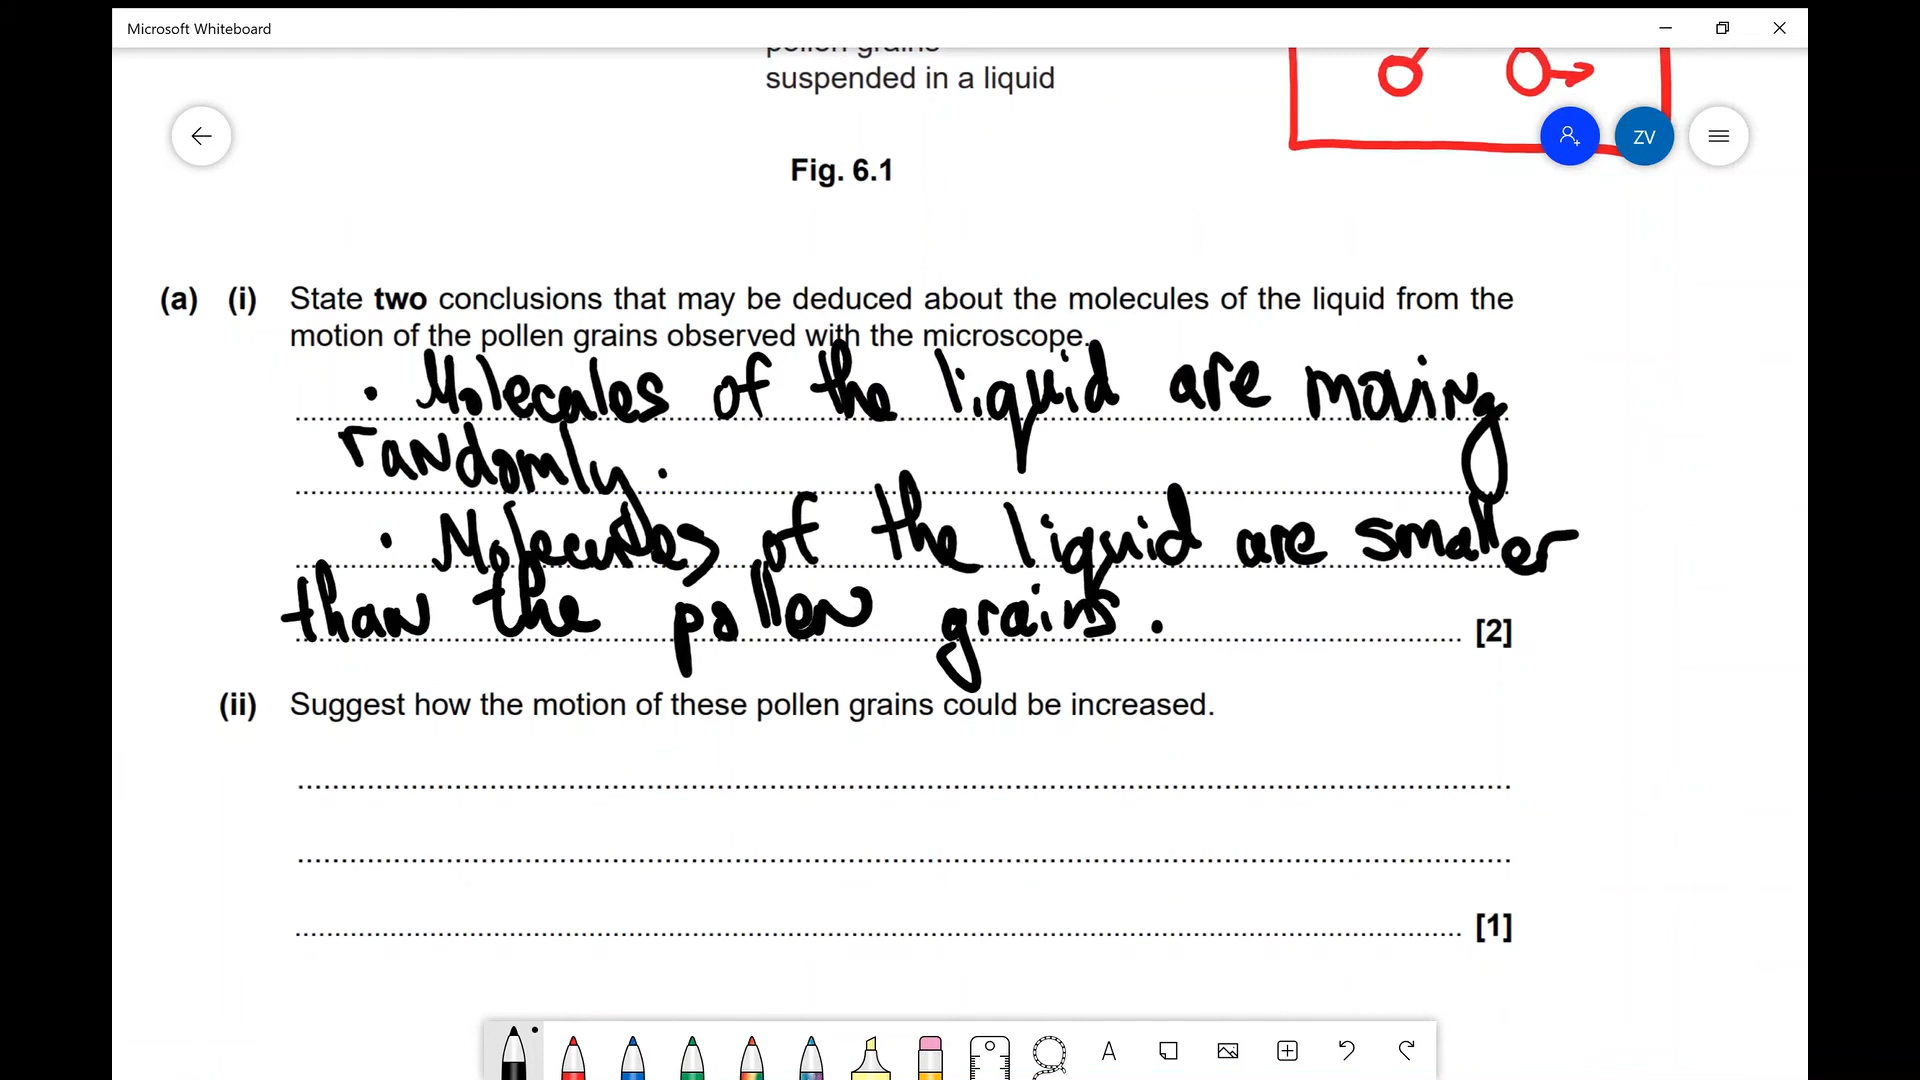 Microsoft Whiteboard
pollen grains
suspended in a liquid
ZV
Fig. 6.1
(a) (i) State two conclusions that may be deduced about the molecules of the liquid from the
motion of the pollen grains observed with the microscope.
· Molecules of the liquid are moving
randomly.
· Molecules of the liquid are smaller
than the pollen grains.
[2]
(ii) Suggest how the motion of these pollen grains could be increased.
[1]
A